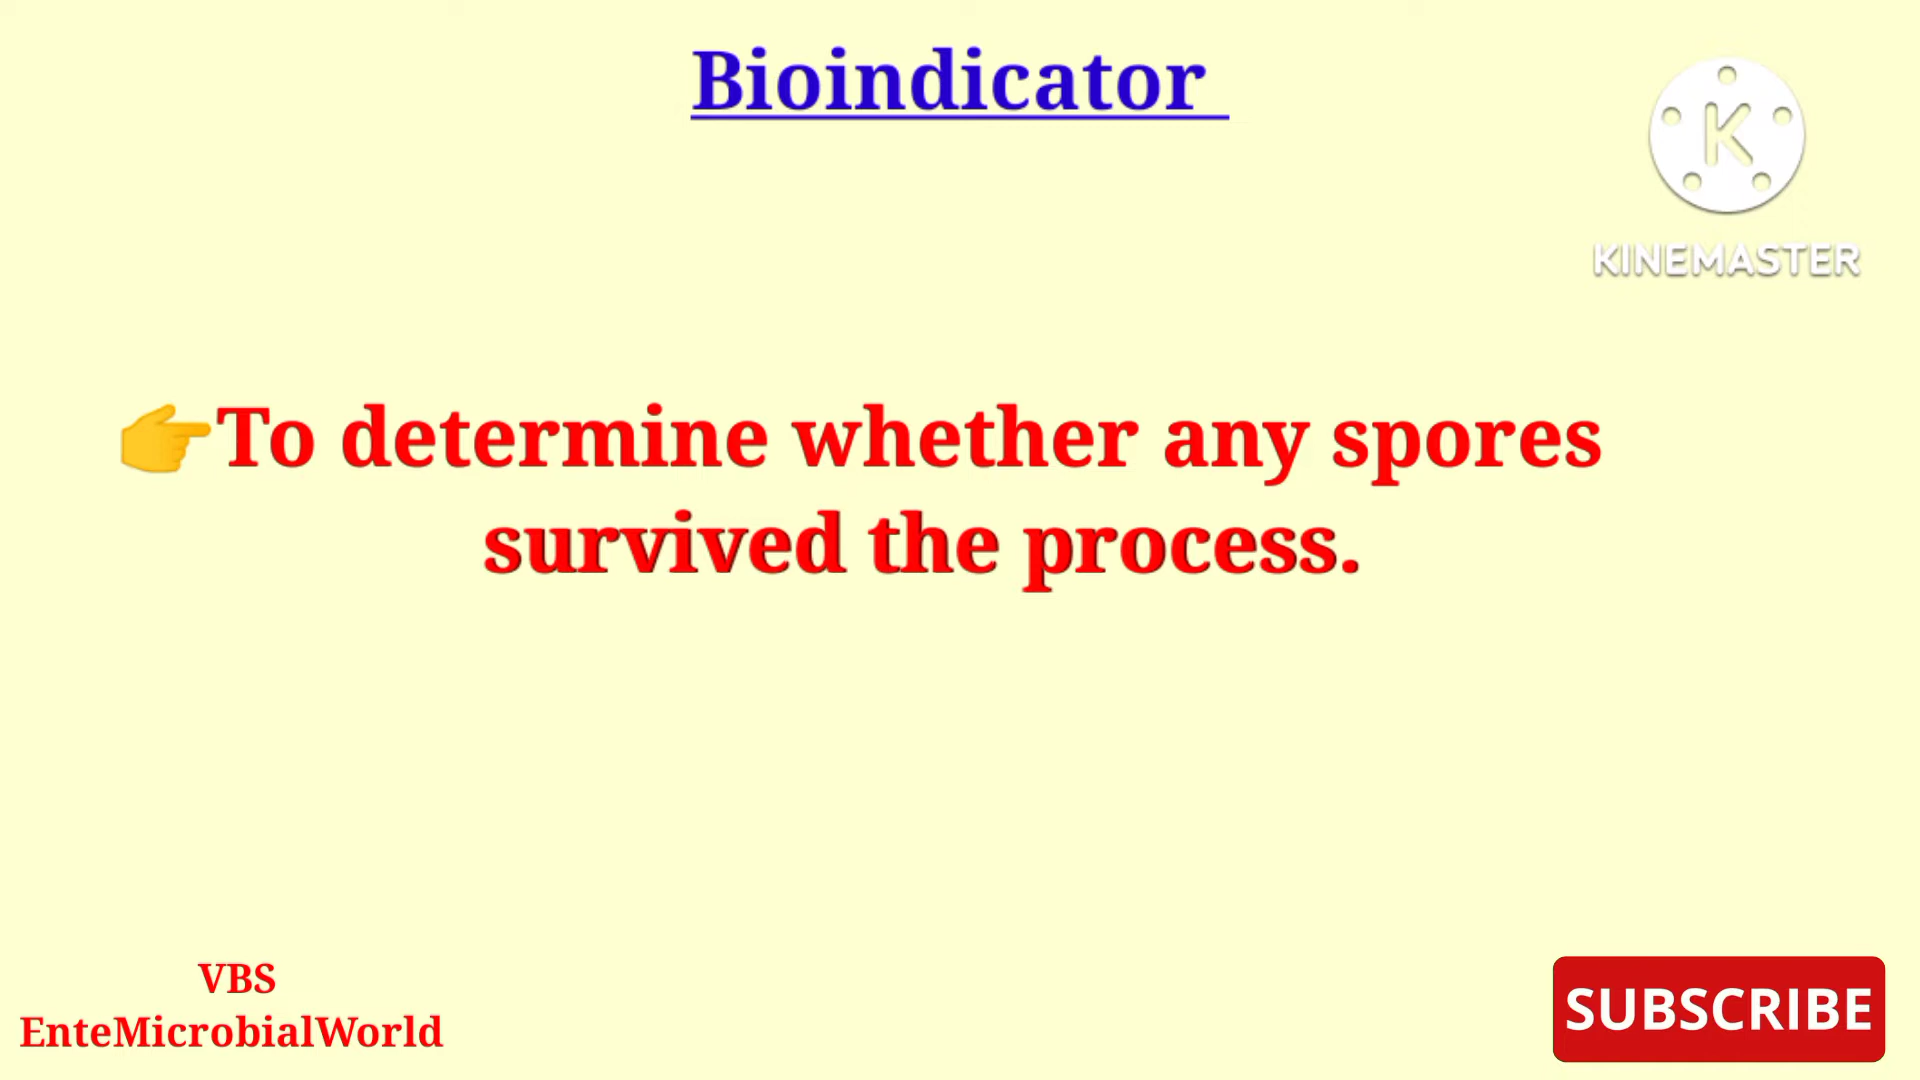 Bioindicator
K
KINEMASTER
👉To determine whether any spores
survived the process.
VBS
EnteMicrobialWorld
SUBSCRIBE